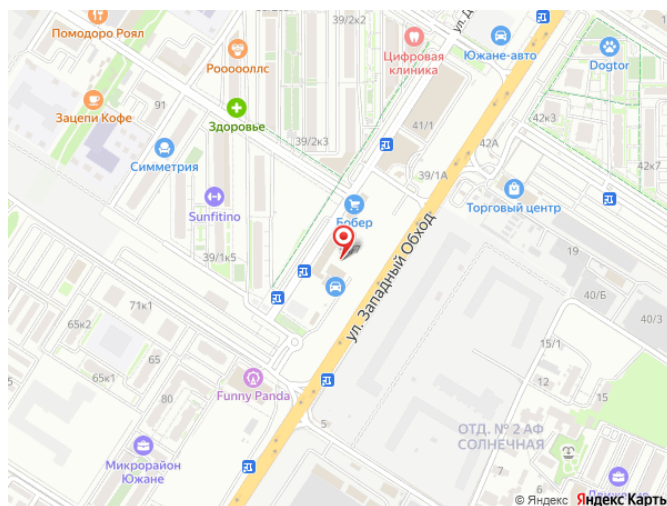 Помодоро Роял
Роооооллс
39/2к2
ул. Д
Цифровая
клиника
Южане-авто
Dogtor
Зацепи Кофе
91
Здоровье
41/1
42к3
Симметрия
39/2к3
42А
42к7
Sunfitino
39/1А
Торговый центр
Бобер
ул. Западный Обход
19
39/1к5
40/Б
71к1
40/3
65к2
65
15/1
65к1
12
15
80
Funny Panda
5
ОТД. № 2 АФ
СОЛНЕЧНАЯ
14
Микрорайон
Южане
© Яндекс Яндекс Карты